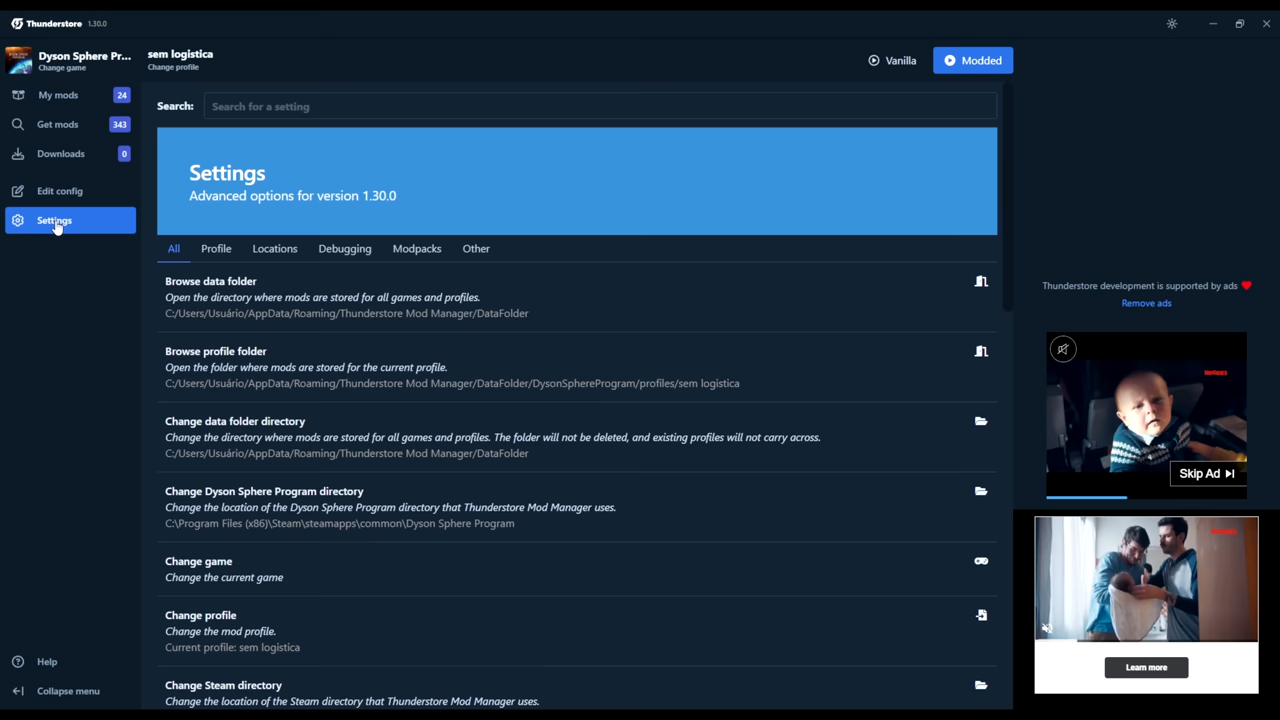 Thunderstore 1.30.0
Dyson Sphere Pr...
Change game
sem logistica
Change profile
Vanilla
Modded
My mods 24
Get mods 343
Downloads 0
Edit config
Settings
Help
Collapse menu
Search: Search for a setting
Settings
Advanced options for version 1.30.0
All Profile Locations Debugging Modpacks Other
Browse data folder
Open the directory where mods are stored for all games and profiles.
C:/Users/Usuário/AppData/Roaming/Thunderstore Mod Manager/DataFolder
Browse profile folder
Open the folder where mods are stored for the current profile.
C:/Users/Usuário/AppData/Roaming/Thunderstore Mod Manager/DataFolder/DysonSphereProgram/profiles/sem logistica
Change data folder directory
Change the directory where mods are stored for all games and profiles. The folder will not be deleted, and existing profiles will not carry across.
C:/Users/Usuário/AppData/Roaming/Thunderstore Mod Manager/DataFolder
Change Dyson Sphere Program directory
Change the location of the Dyson Sphere Program directory that Thunderstore Mod Manager uses.
C:\Program Files (x86)\Steam\steamapps\common\Dyson Sphere Program
Change game
Change the current game
Change profile
Change the mod profile.
Current profile: sem logistica
Change Steam directory
Change the location of the Steam directory that Thunderstore Mod Manager uses.
Thunderstore development is supported by ads
Remove ads
HUGGIES
Skip Ad
Learn more